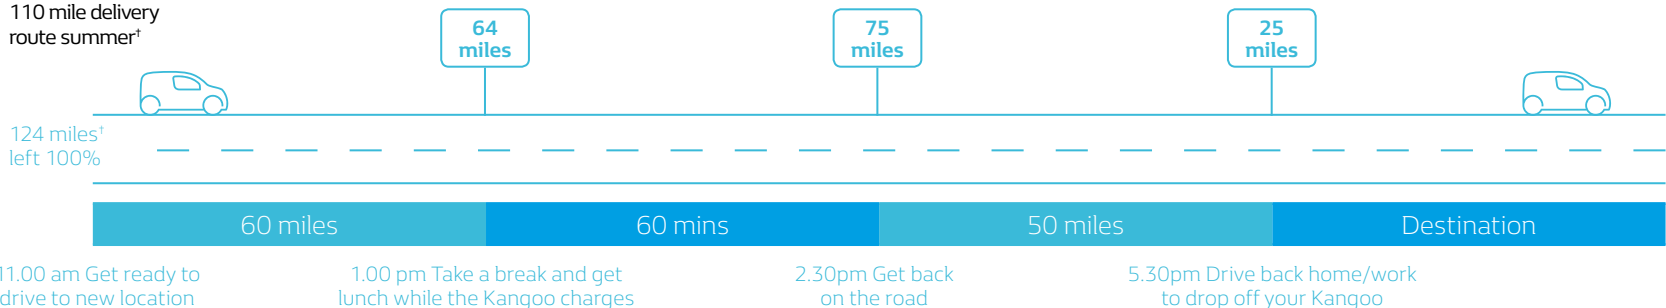 110 mile delivery
route summer†
64
miles
75
miles
25
miles
124 miles†
left 100%
60 miles
60 mins
50 miles
Destination
11.00 am Get ready to
drive to new location
1.00 pm Take a break and get
lunch while the Kangoo charges
2.30pm Get back
on the road
5.30pm Drive back home/work
to drop off your Kangoo